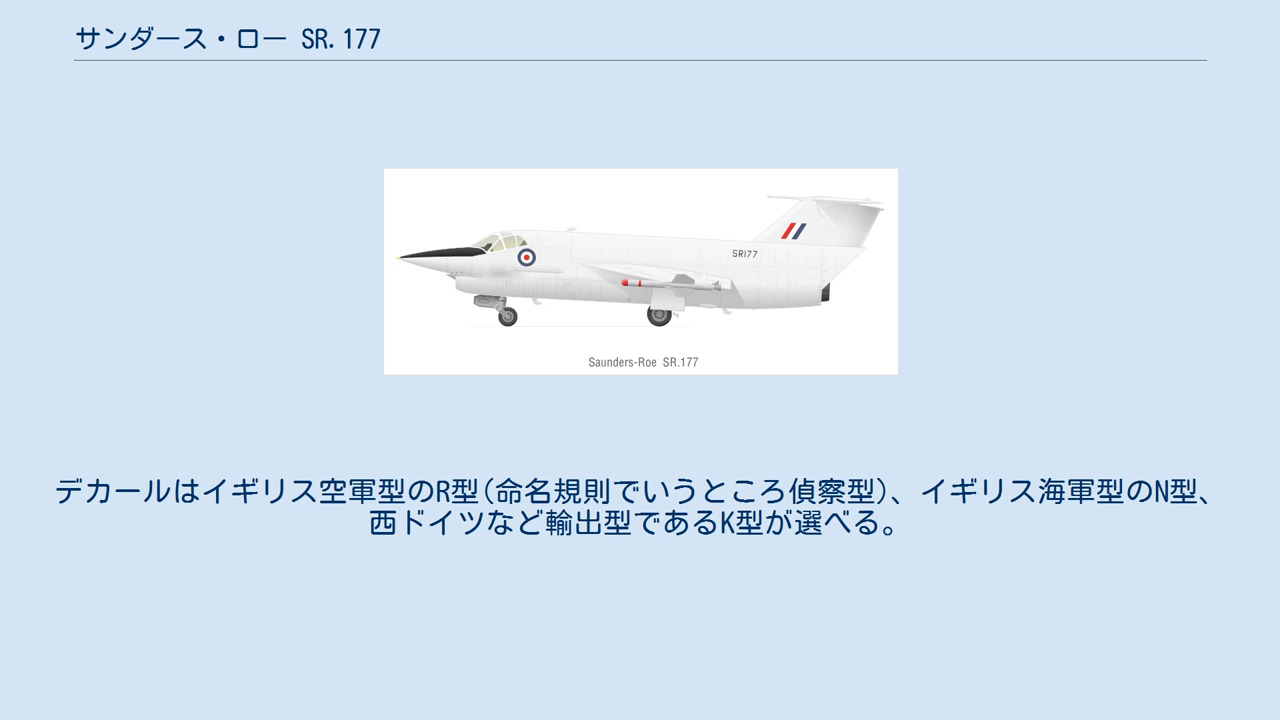 サンダース・ロー SR.177
SR177
Saunders-Roe SR.177
デカールはイギリス空軍型のR型(命名規則でいうところ偵察型)、イギリス海軍型のN型、
西ドイツなど輸出型であるK型が選べる。